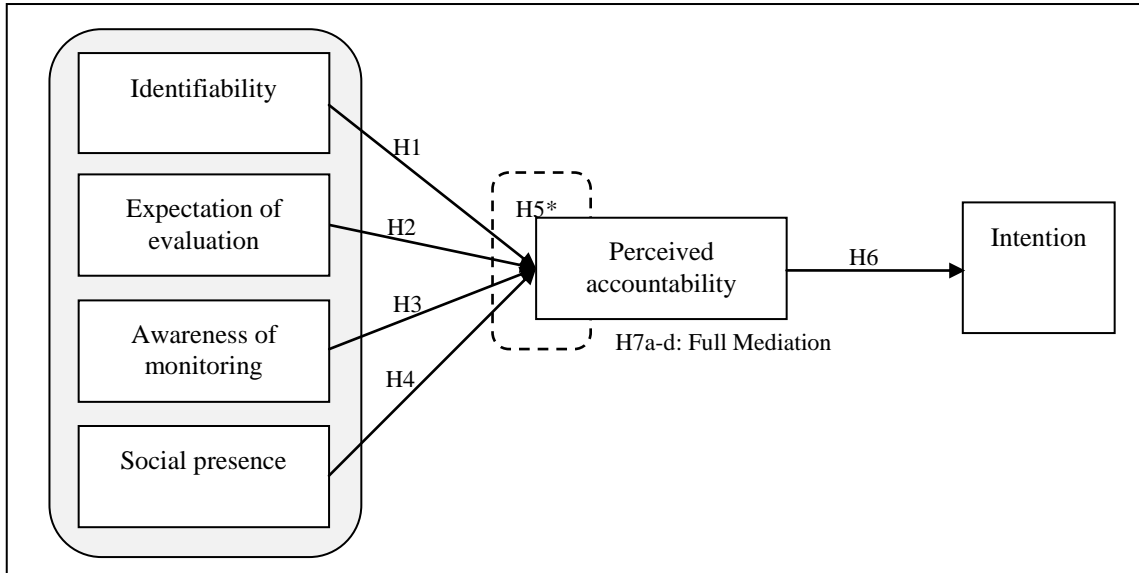 Identifiability
Expectation of
evaluation
Awareness of
monitoring
Social presence
H1
H2
H3
H4
H5*
Perceived
accountability
H7a-d: Full Mediation
H6
Intention